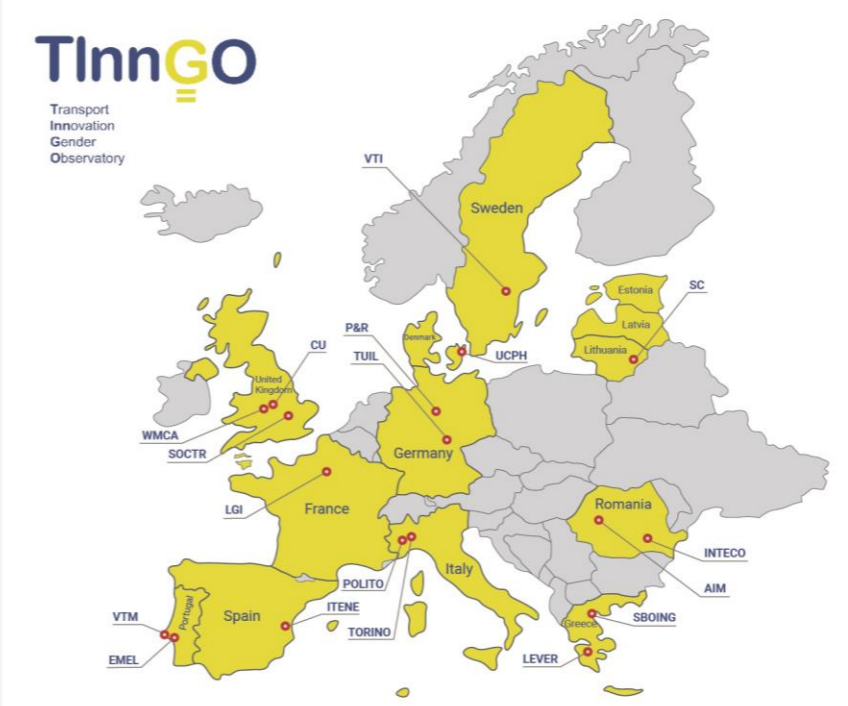 TInnGO
Transport
Innovation
Gender
Observatory
VTI
Sweden
Estonia
SC
Latvia
Lithuania
P&R
Denmark
CU
TUIL
UCPH
United
Kingdom
WMCA
SOCTR
Germany
LGI
France
Romania
INTECO
POLITO
Italy
AIM
ITENE
Portugal
Spain
VTM
TORINO
Greece
SBOING
EMEL
LEVER